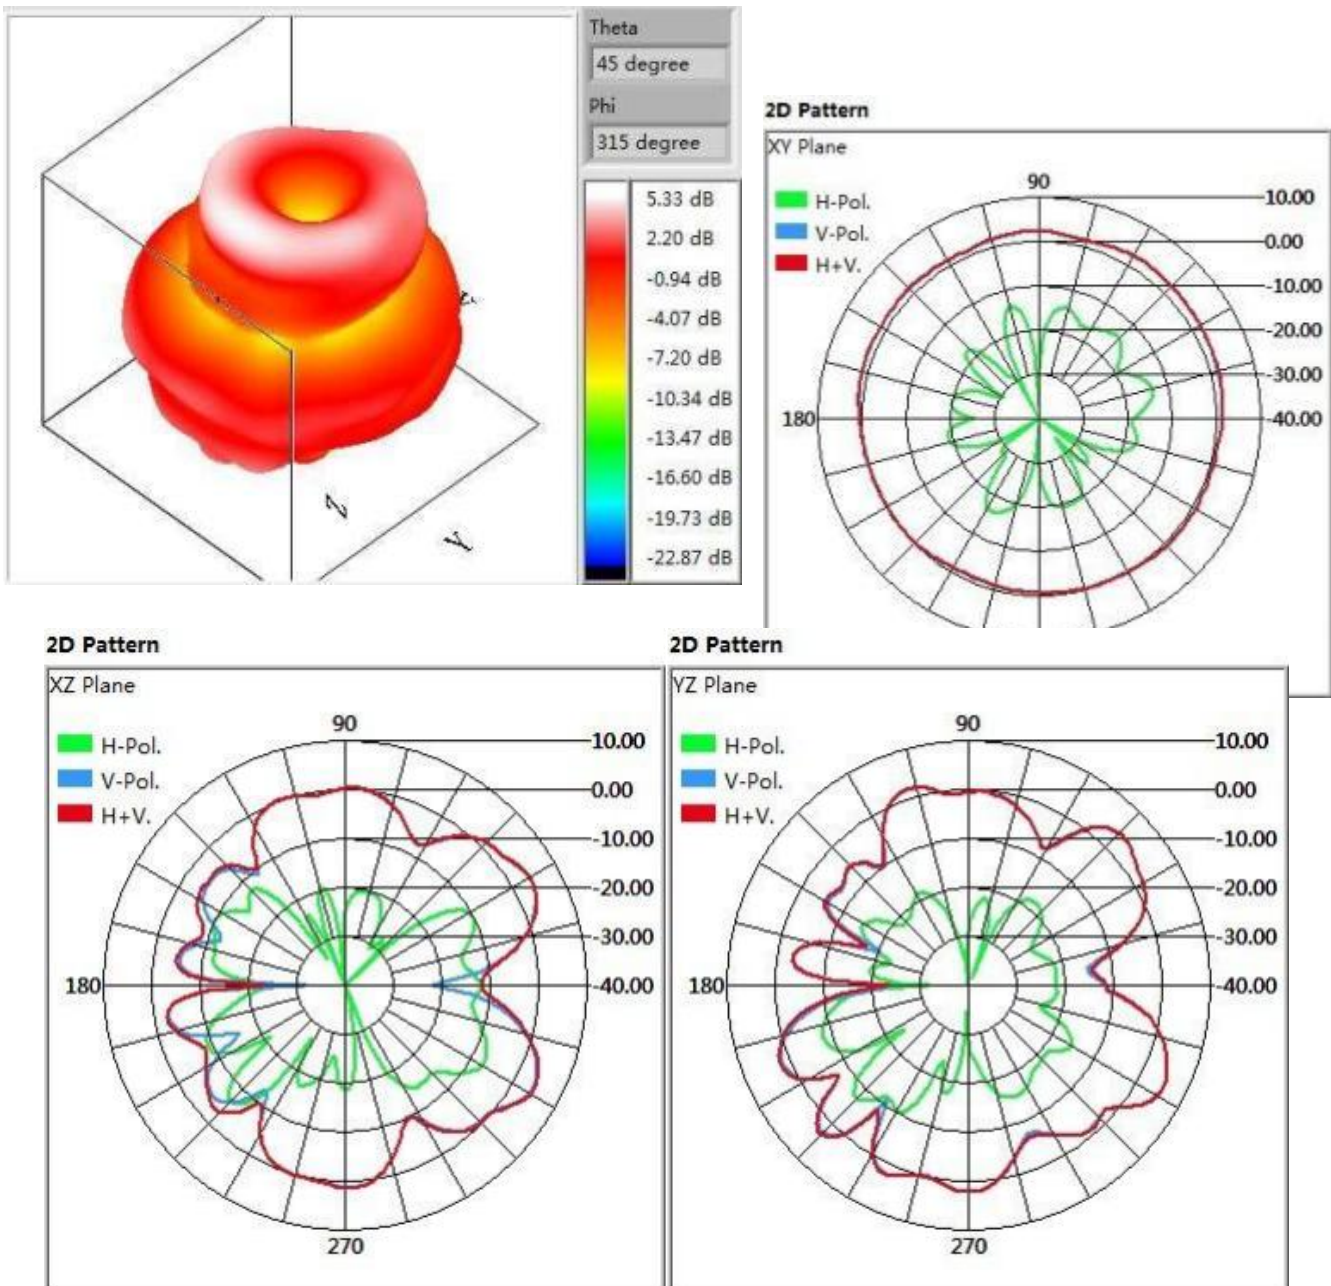 Theta
45 degree
Phi
315 degree
5.33 dB
2.20 dB
-0.94 dB
-4.07 dB
-7.20 dB
-10.34 dB
-13.47 dB
-16.60 dB
-19.73 dB
-22.87 dB
Z
Y
2D Pattern
XY Plane
H-Pol.
V-Pol.
H+V.
90
180
10.00
0.00
-10.00
-20.00
-30.00
-40.00
2D Pattern
XZ Plane
H-Pol.
V-Pol.
H+V.
90
180
270
10.00
0.00
-10.00
-20.00
-30.00
-40.00
2D Pattern
YZ Plane
H-Pol.
V-Pol.
H+V.
90
180
270
10.00
0.00
-10.00
-20.00
-30.00
-40.00